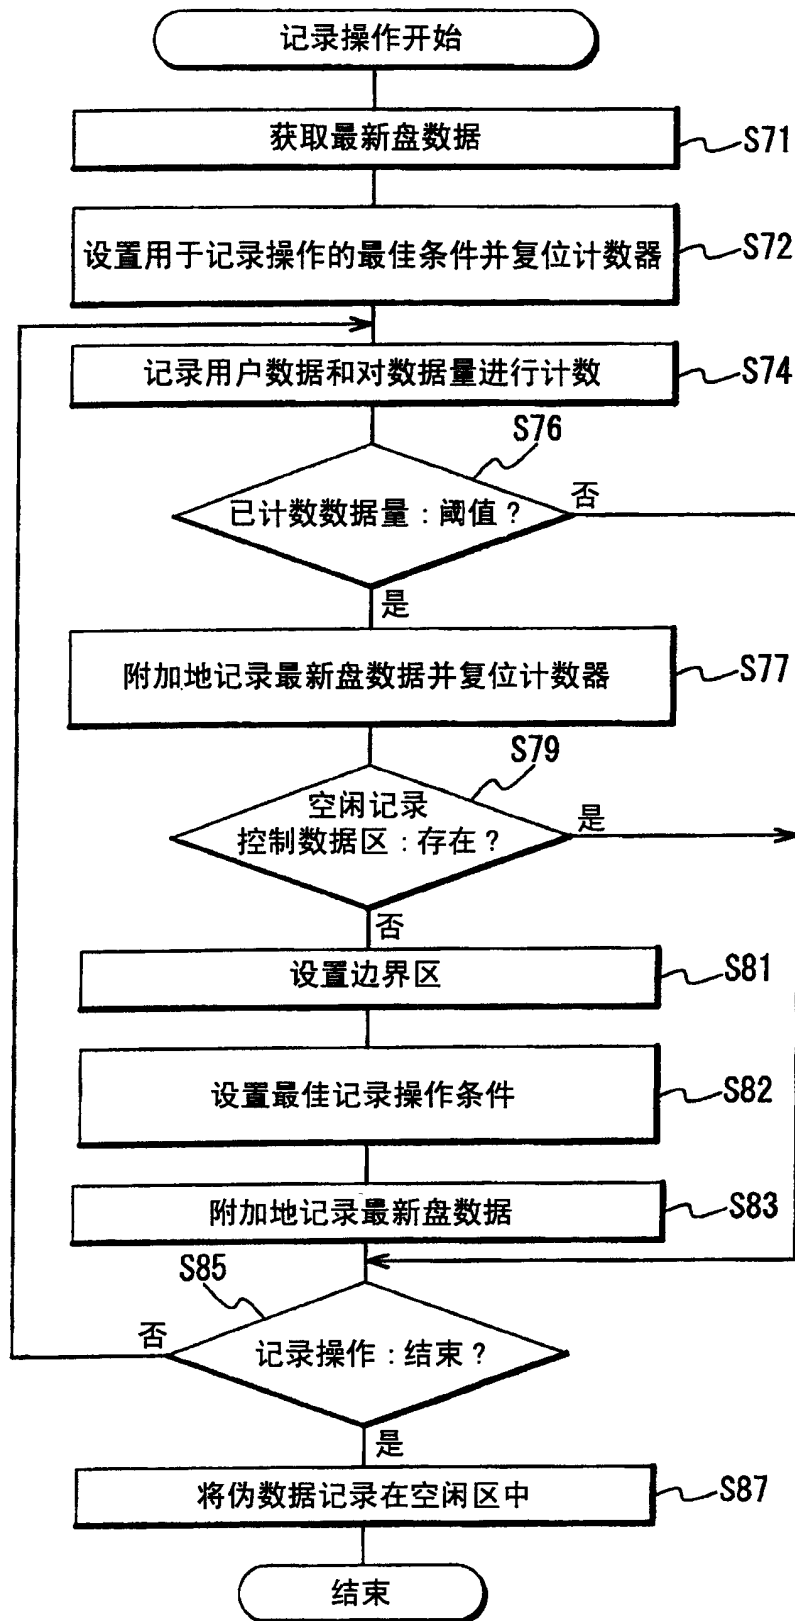 记录操作开始
获取最新盘数据
S71
设置用于记录操作的最佳条件并复位计数器
S72
记录用户数据和对数据量进行计数
S74
S76
已计数数据量：阈值？
否
是
附加地记录最新盘数据并复位计数器
S77
S79
空闲记录
控制数据区：存在？
是
否
设置边界区
S81
设置最佳记录操作条件
S82
附加地记录最新盘数据
S83
S85
否
记录操作：结束？
是
将伪数据记录在空闲区中
S87
结束